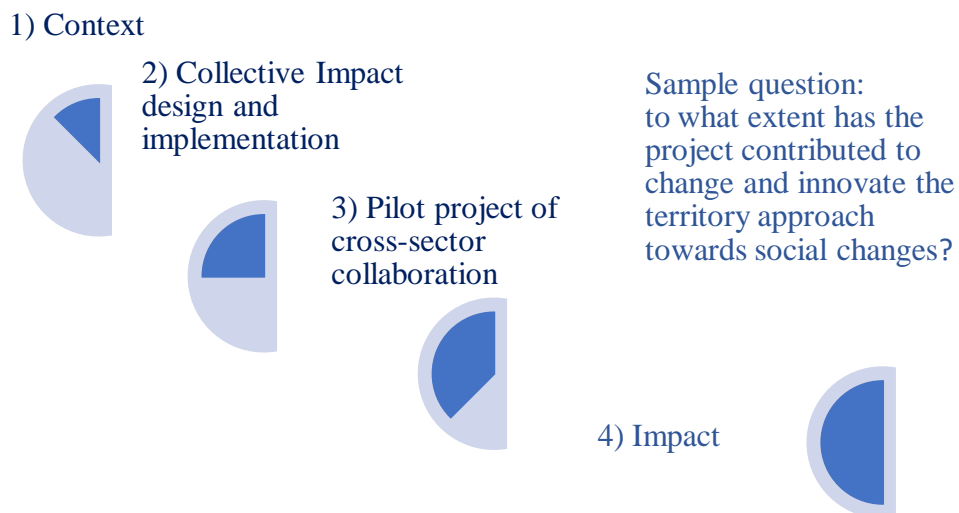 1) Context
2) Collective Impact
design and
implementation
3) Pilot project of
cross-sector
collaboration
Sample question:
to what extent has the
project contributed to
change and innovate the
territory approach
towards social changes?
4) Impact